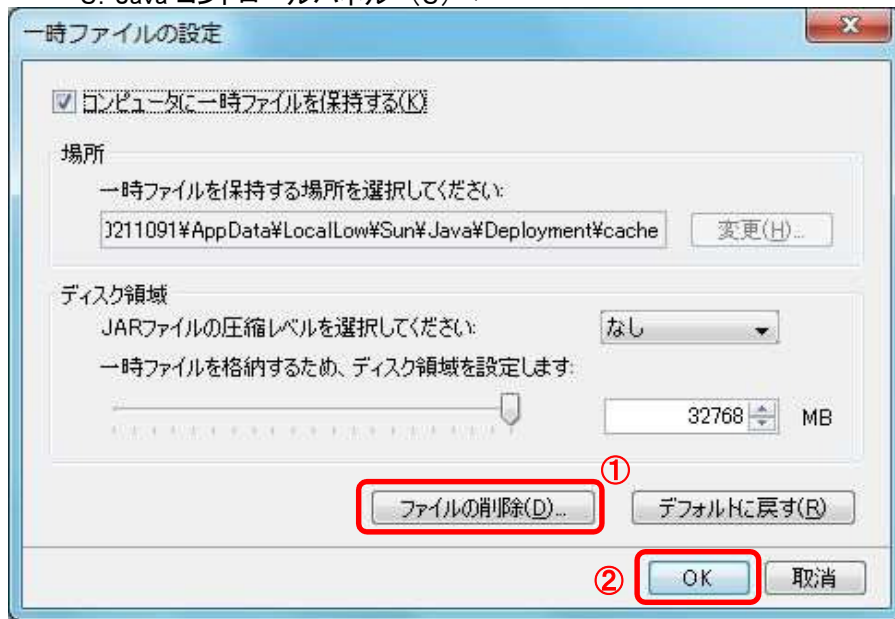 一時ファイルの設定
コンピュータに一時ファイルを保持する(K)
場所
一時ファイルを保持する場所を選択してください:
0211091¥AppData¥LocalLow¥Sun¥Java¥Deployment¥cache 変更(H)...
ディスク領域
JARファイルの圧縮レベルを選択してください: なし
一時ファイルを格納するため、ディスク領域を設定します:
32768 MB
①
ファイルの削除(D)... デフォルトに戻す(R)
② OK 取消